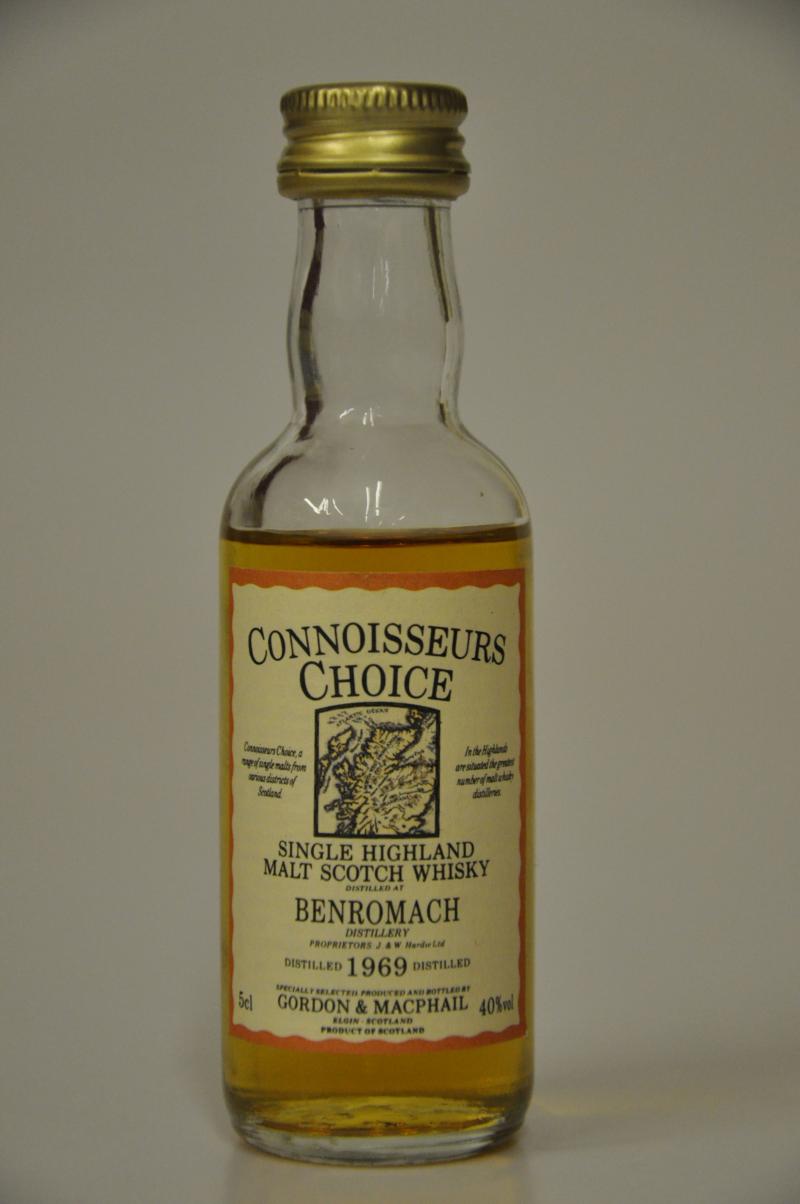 CONNOISSEURS
CHOICE
ATLANTIC OCEAN
Connoisseurs Choice, a
range of single malts from
various districts of
Scotland.
In the Highlands
are situated the greatest
number of malt whisky
distilleries.
SINGLE HIGHLAND
MALT SCOTCH WHISKY
DISTILLED AT
BENROMACH
DISTILLERY
PROPRIETORS J & W Hardie Ltd
DISTILLED 1969 DISTILLED
SPECIALLY SELECTED PRODUCED AND BOTTLED BY
5cl GORDON & MACPHAIL 40%vol
ELGIN · SCOTLAND
PRODUCT OF SCOTLAND